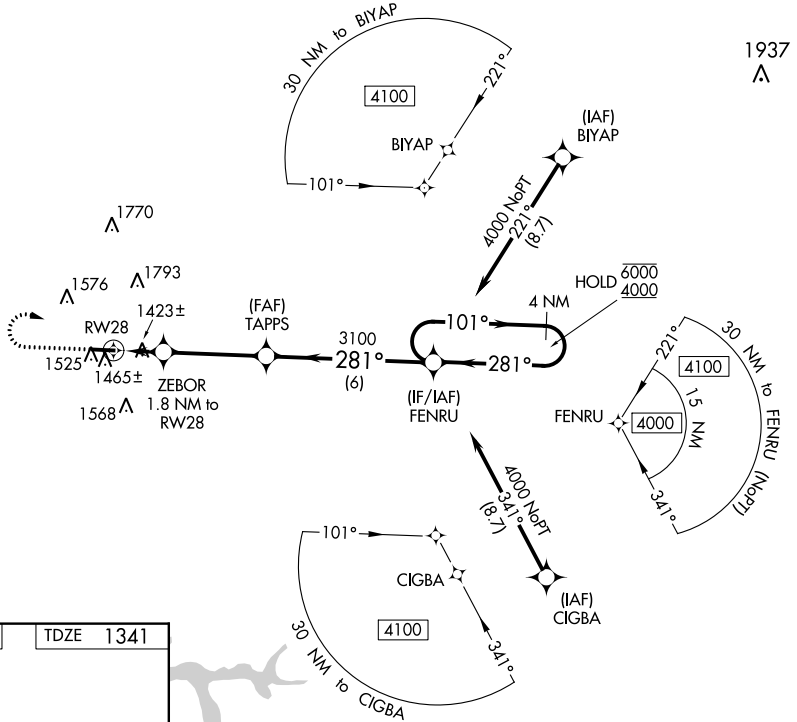 30 NM to BIYAP
4100
221°
BIYAP
101°
1937
(IAF)
BIYAP
4000 NoPT
221°
(8.7)
1770
1576
1793
1423±
RW28
1525
1465±
1568
ZEBOR
1.8 NM to
RW28
(FAF)
TAPPS
3100
281°
(6)
101°
281°
4 NM
HOLD 6000
4000
(IF/IAF)
FENRU
30 NM to FENRU (NoPT)
221°
4100
15 NM
FENRU
4000
341°
4000 NoPT
341°
(8.7)
(IAF)
CIGBA
101°
CIGBA
4100
341°
30 NM to CIGBA
TDZE 1341